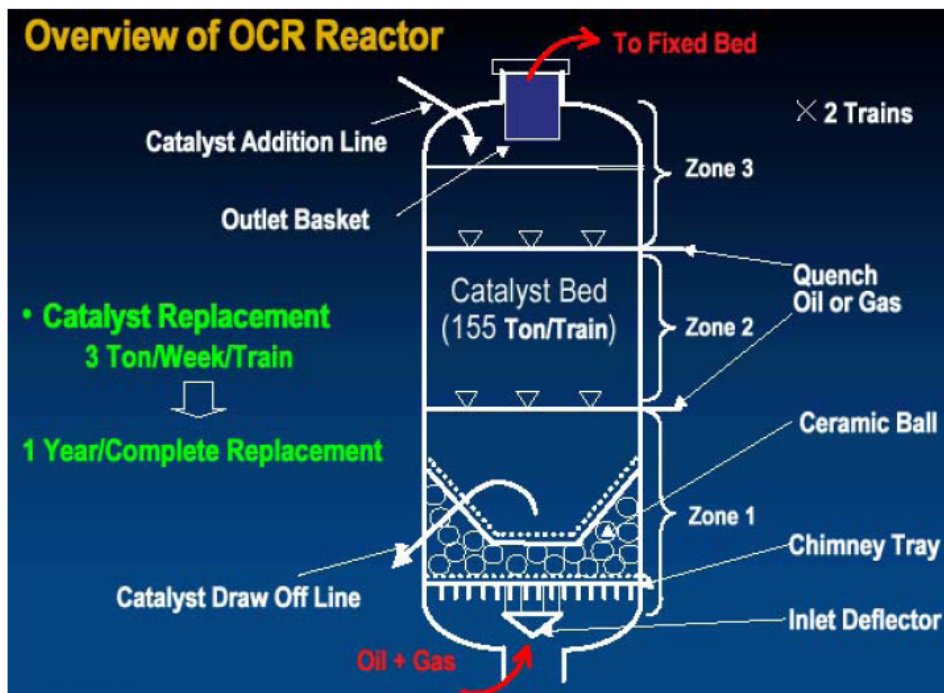 Overview of OCR Reactor
To Fixed Bed
× 2 Trains
Catalyst Addition Line
Zone 3
Outlet Basket
Quench
Oil or Gas
Catalyst Bed
(155 Ton/Train)
Zone 2
• Catalyst Replacement
3 Ton/Week/Train
1 Year/Complete Replacement
Ceramic Ball
Zone 1
Chimney Tray
Catalyst Draw Off Line
Inlet Deflector
Oil + Gas